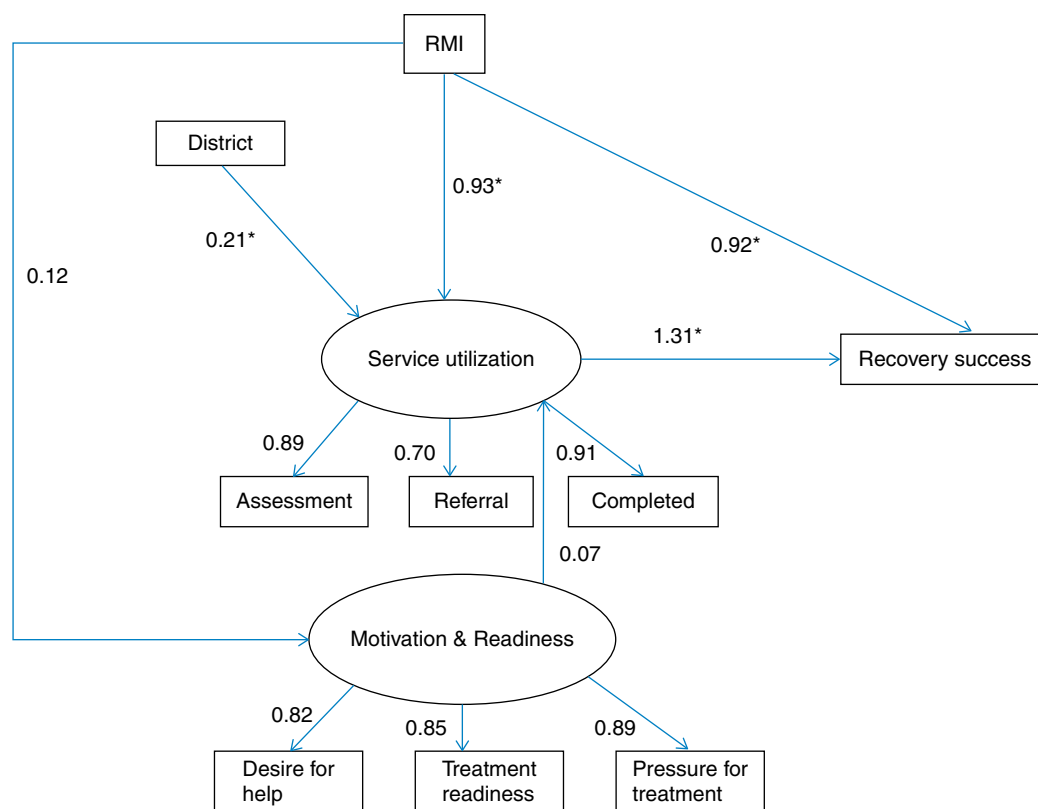 RMI
District
0.93*
0.21*
0.92*
0.12
1.31*
Service utilization
Recovery success
0.89
0.70
0.91
Assessment
Referral
Completed
0.07
Motivation & Readiness
0.82
0.85
0.89
Desire for
help
Treatment
readiness
Pressure for
treatment